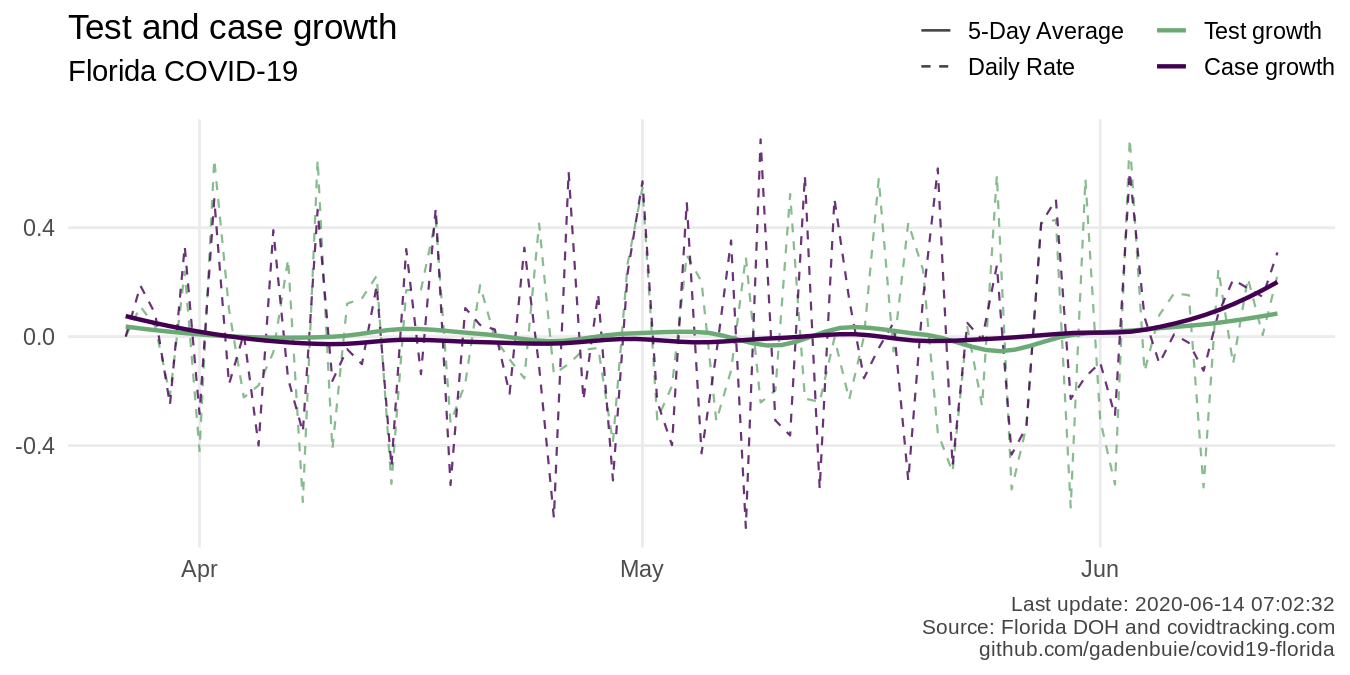 Test and case growth
Florida COVID-19
5-Day Average
Test growth
Daily Rate
Case growth
0.4
0.0
-0.4
Apr
May
Jun
Last update: 2020-06-14 07:02:32
Source: Florida DOH and covidtracking.com
github.com/gadenbuie/covid19-florida